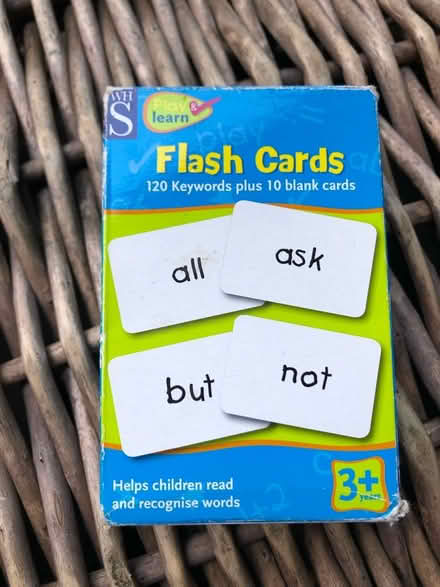 WH
S
Play &
learn
Flash Cards
120 Keywords plus 10 blank cards
all
ask
but
not
Helps children read
and recognise words
3+
years